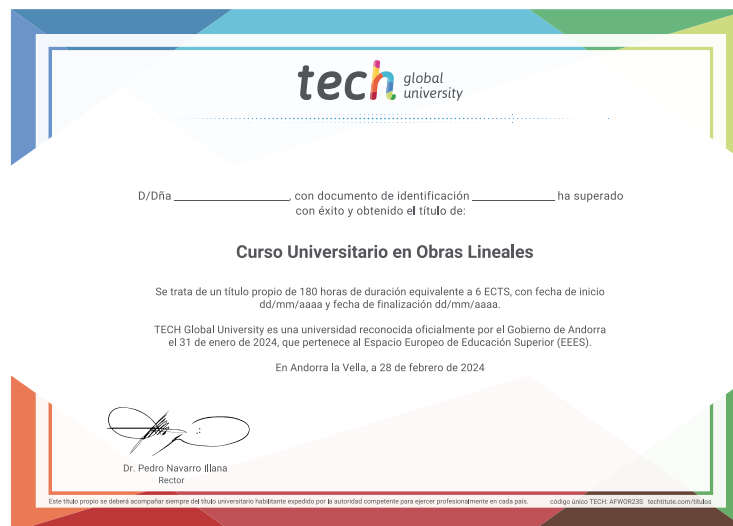 tech global university
D/Dña ____________________, con documento de identificación ______________ ha superado
con éxito y obtenido el título de:
Curso Universitario en Obras Lineales
Se trata de un título propio de 180 horas de duración equivalente a 6 ECTS, con fecha de inicio
dd/mm/aaaa y fecha de finalización dd/mm/aaaa.
TECH Global University es una universidad reconocida oficialmente por el Gobierno de Andorra
el 31 de enero de 2024, que pertenece al Espacio Europeo de Educación Superior (EEES).
En Andorra la Vella, a 28 de febrero de 2024
Dr. Pedro Navarro Illana
Rector
Este título propio se deberá acompañar siempre del título universitario habilitante expedido por la autoridad competente para ejercer profesionalmente en cada país. código único TECH: AFWOR23S techtitute.com/titulos